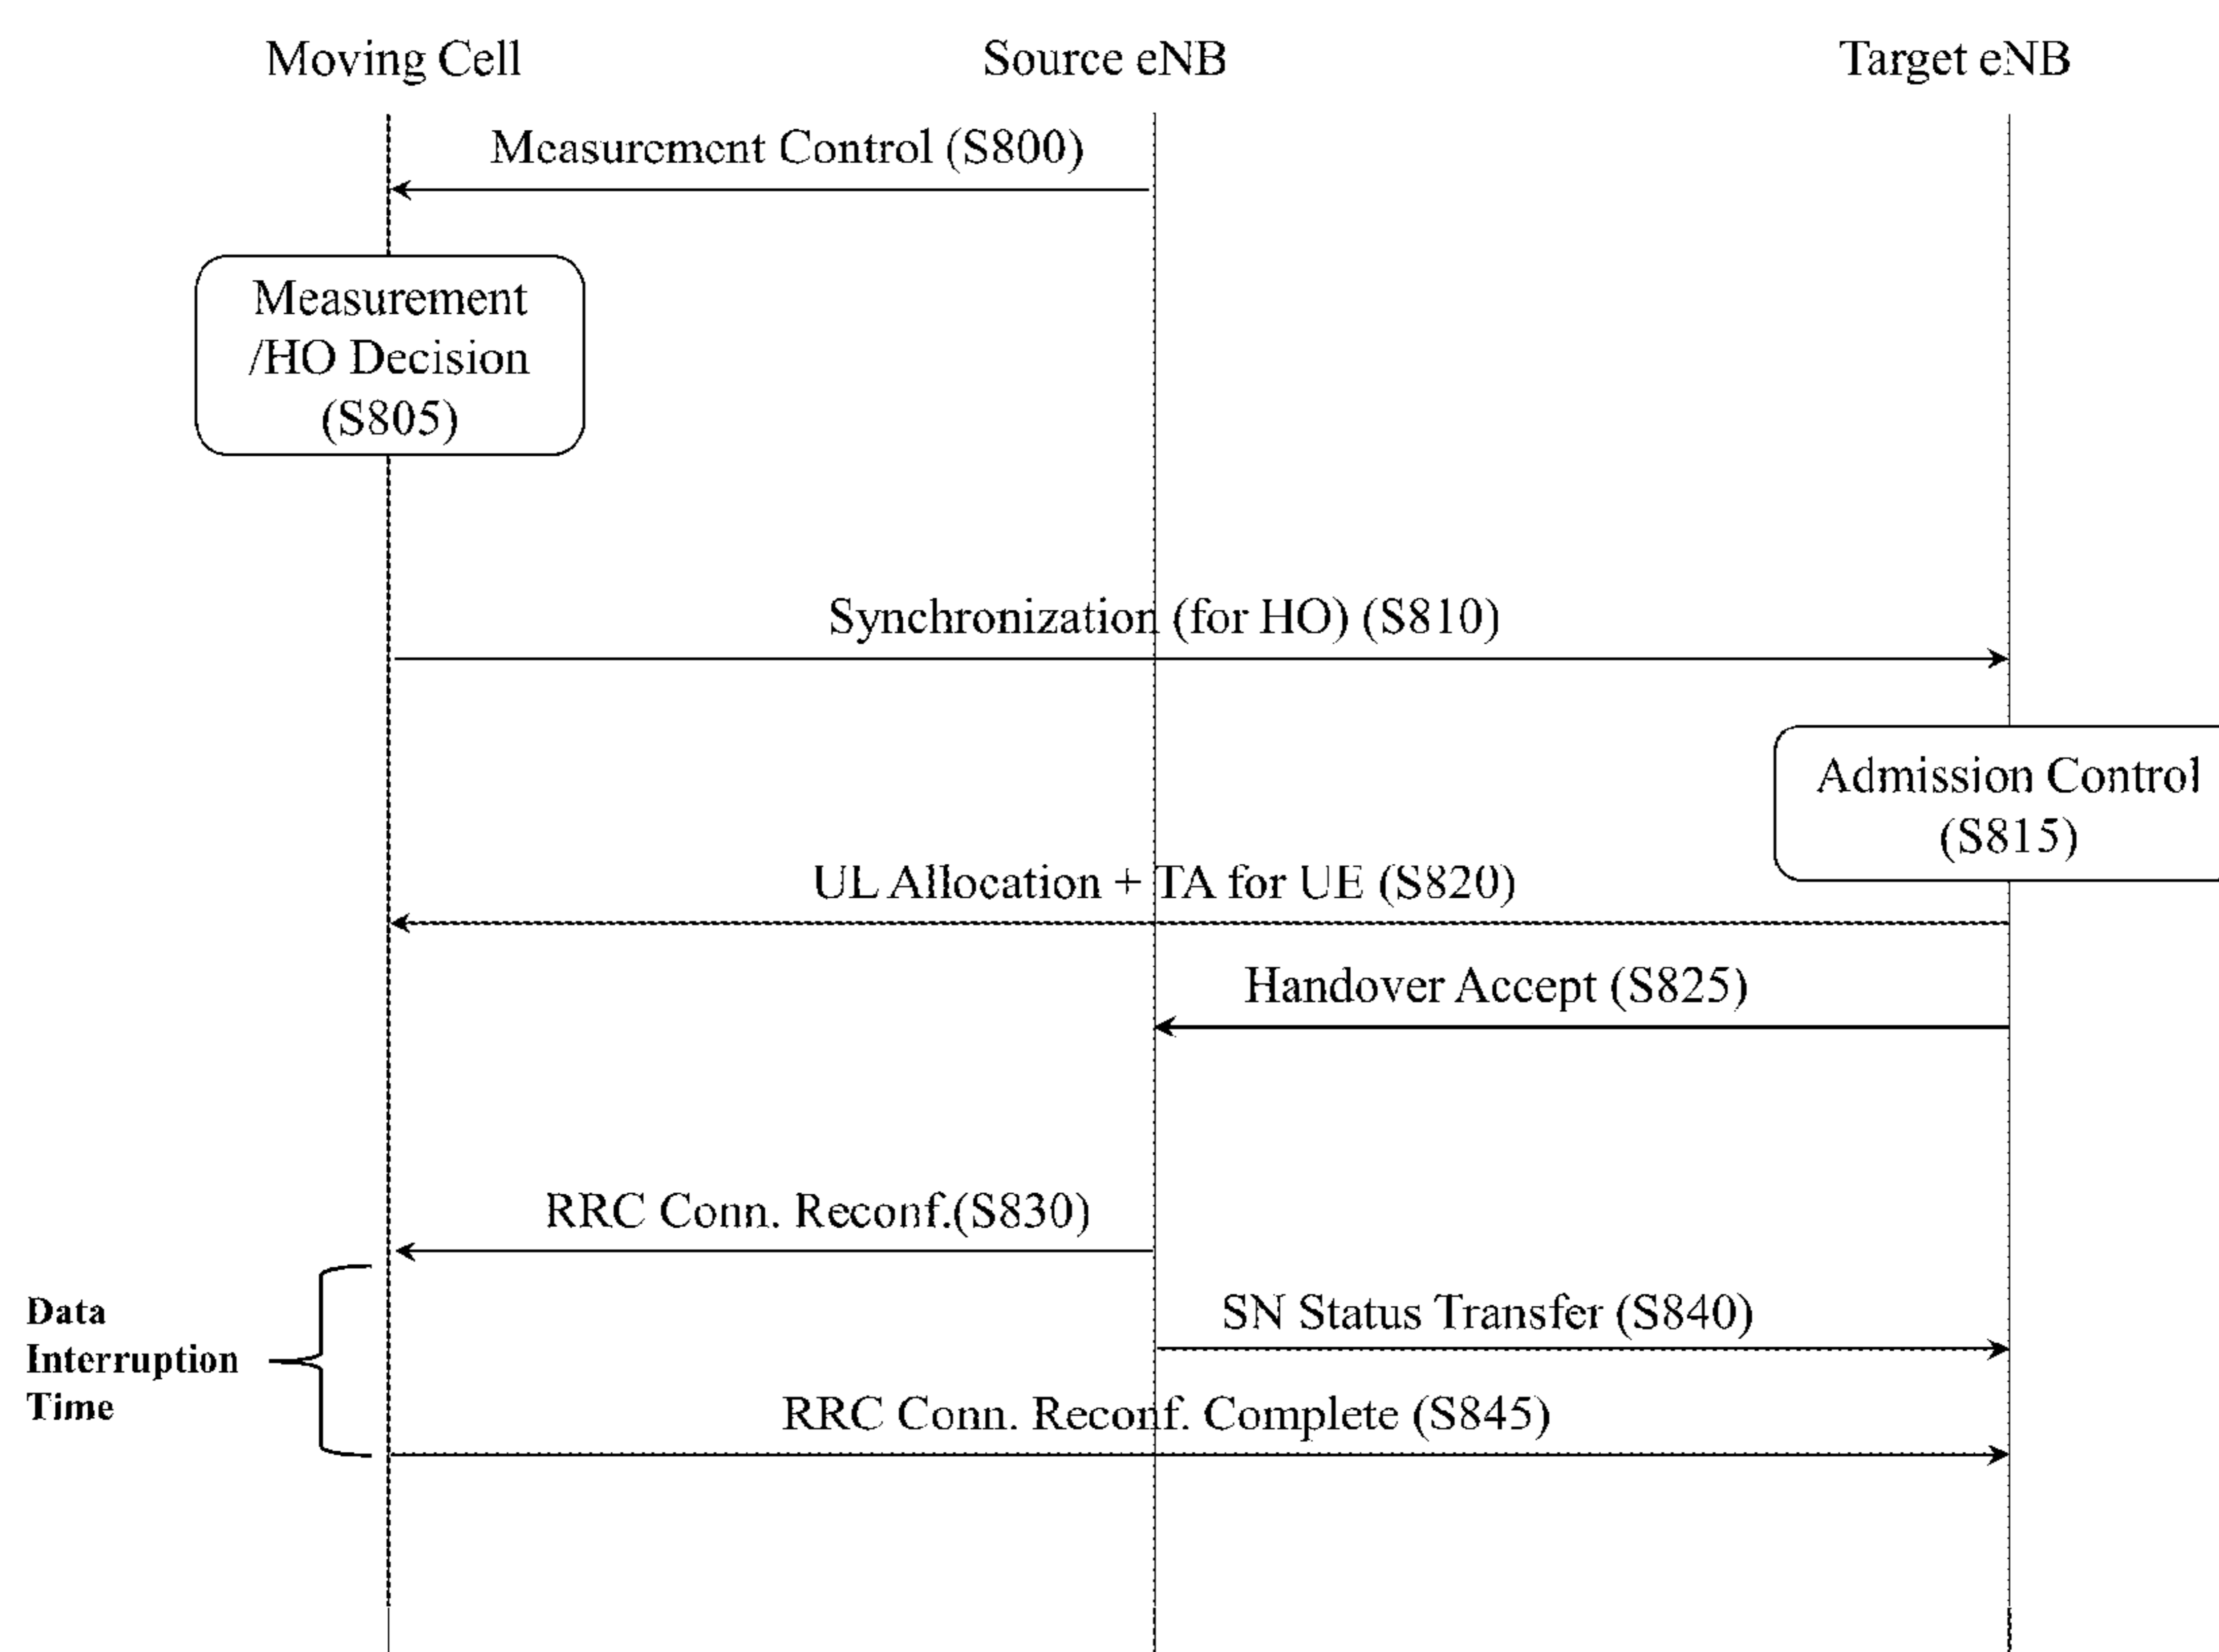 Moving Cell
Source eNB
Target eNB
Measurement Control (S800)
Measurement
/HO Decision
(S805)
Synchronization (for HO) (S810)
Admission Control
(S815)
UL Allocation + TA for UE (S820)
Handover Accept (S825)
RRC Conn. Reconf.(S830)
Data
Interruption
Time
SN Status Transfer (S840)
RRC Conn. Reconf. Complete (S845)